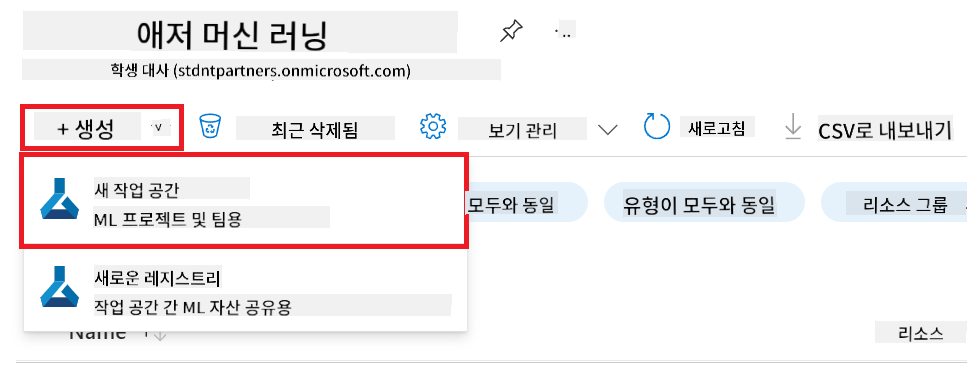 애저 머신 러닝
학생 대사 (stdntpartners.onmicrosoft.com)
+ 생성 최근 삭제됨 보기 관리 새로고침 CSV로 내보내기
새 작업 공간
ML 프로젝트 및 팀용
모두와 동일 유형이 모두와 동일 리소스 그룹
새로운 레지스트리
작업 공간 간 ML 자산 공유용
Name 리소스